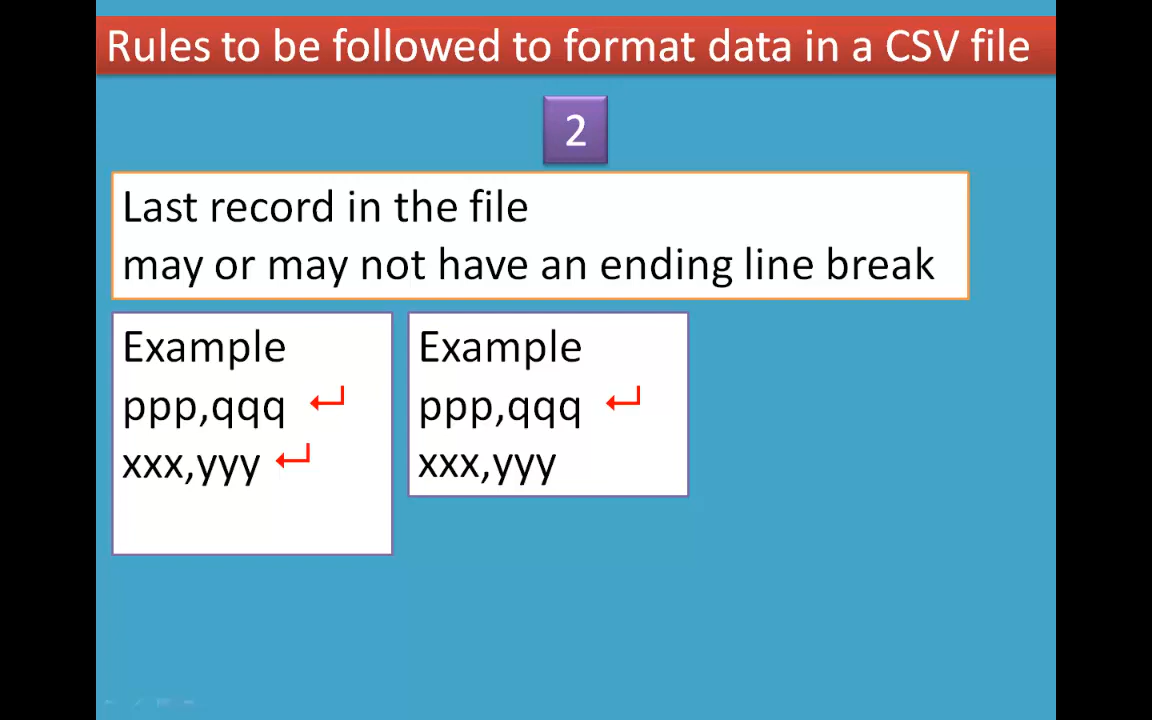 Rules to be followed to format data in a CSV file
2
Last record in the file
may or may not have an ending line break
Example
ppp,qqq
xxx,yyy
Example
ppp,qqq
xxx,yyy